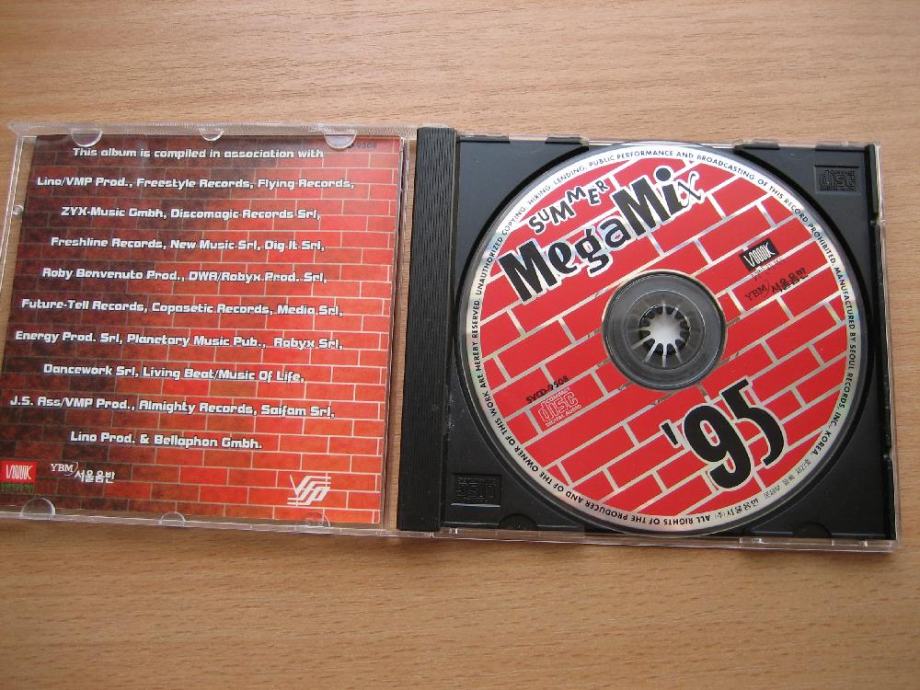 This album is compiled in association with
Lino/VMP Prod., Freestyle Records, Flying Records,
ZYX-Music Gmbh, Discomagic Records Srl,
Freshline Records, New Music Srl, Dig It Srl,
Roby Benvenuto Prod., DWA/Robyx Prod. Srl,
Future-Tell Records, Copasetic Records, Media Srl,
Energy Prod. Srl, Planetary Music Pub., Robyx Srl,
Dancework Srl, Living Beat/Music Of Life,
J.S. Ass/VMP Prod., Almighty Records, Saifam Srl,
Lino Prod. & Bellaphon Gmbh.
YBM 서울음반
SUMMER
MegaMix
'95
YBM 서울음반
SVCD-9508
COMPACT
disc
DIGITAL AUDIO
ALL RIGHTS OF THE PRODUCER AND OF THE OWNER OF THIS WORK ARE HEREBY RESERVED. UNAUTHORIZED COPYING, HIRING, LENDING, PUBLIC PERFORMANCE AND BROADCASTING OF THIS RECORD PROHIBITED. MANUFACTURED BY SEOUL RECORDS, INC. KOREA